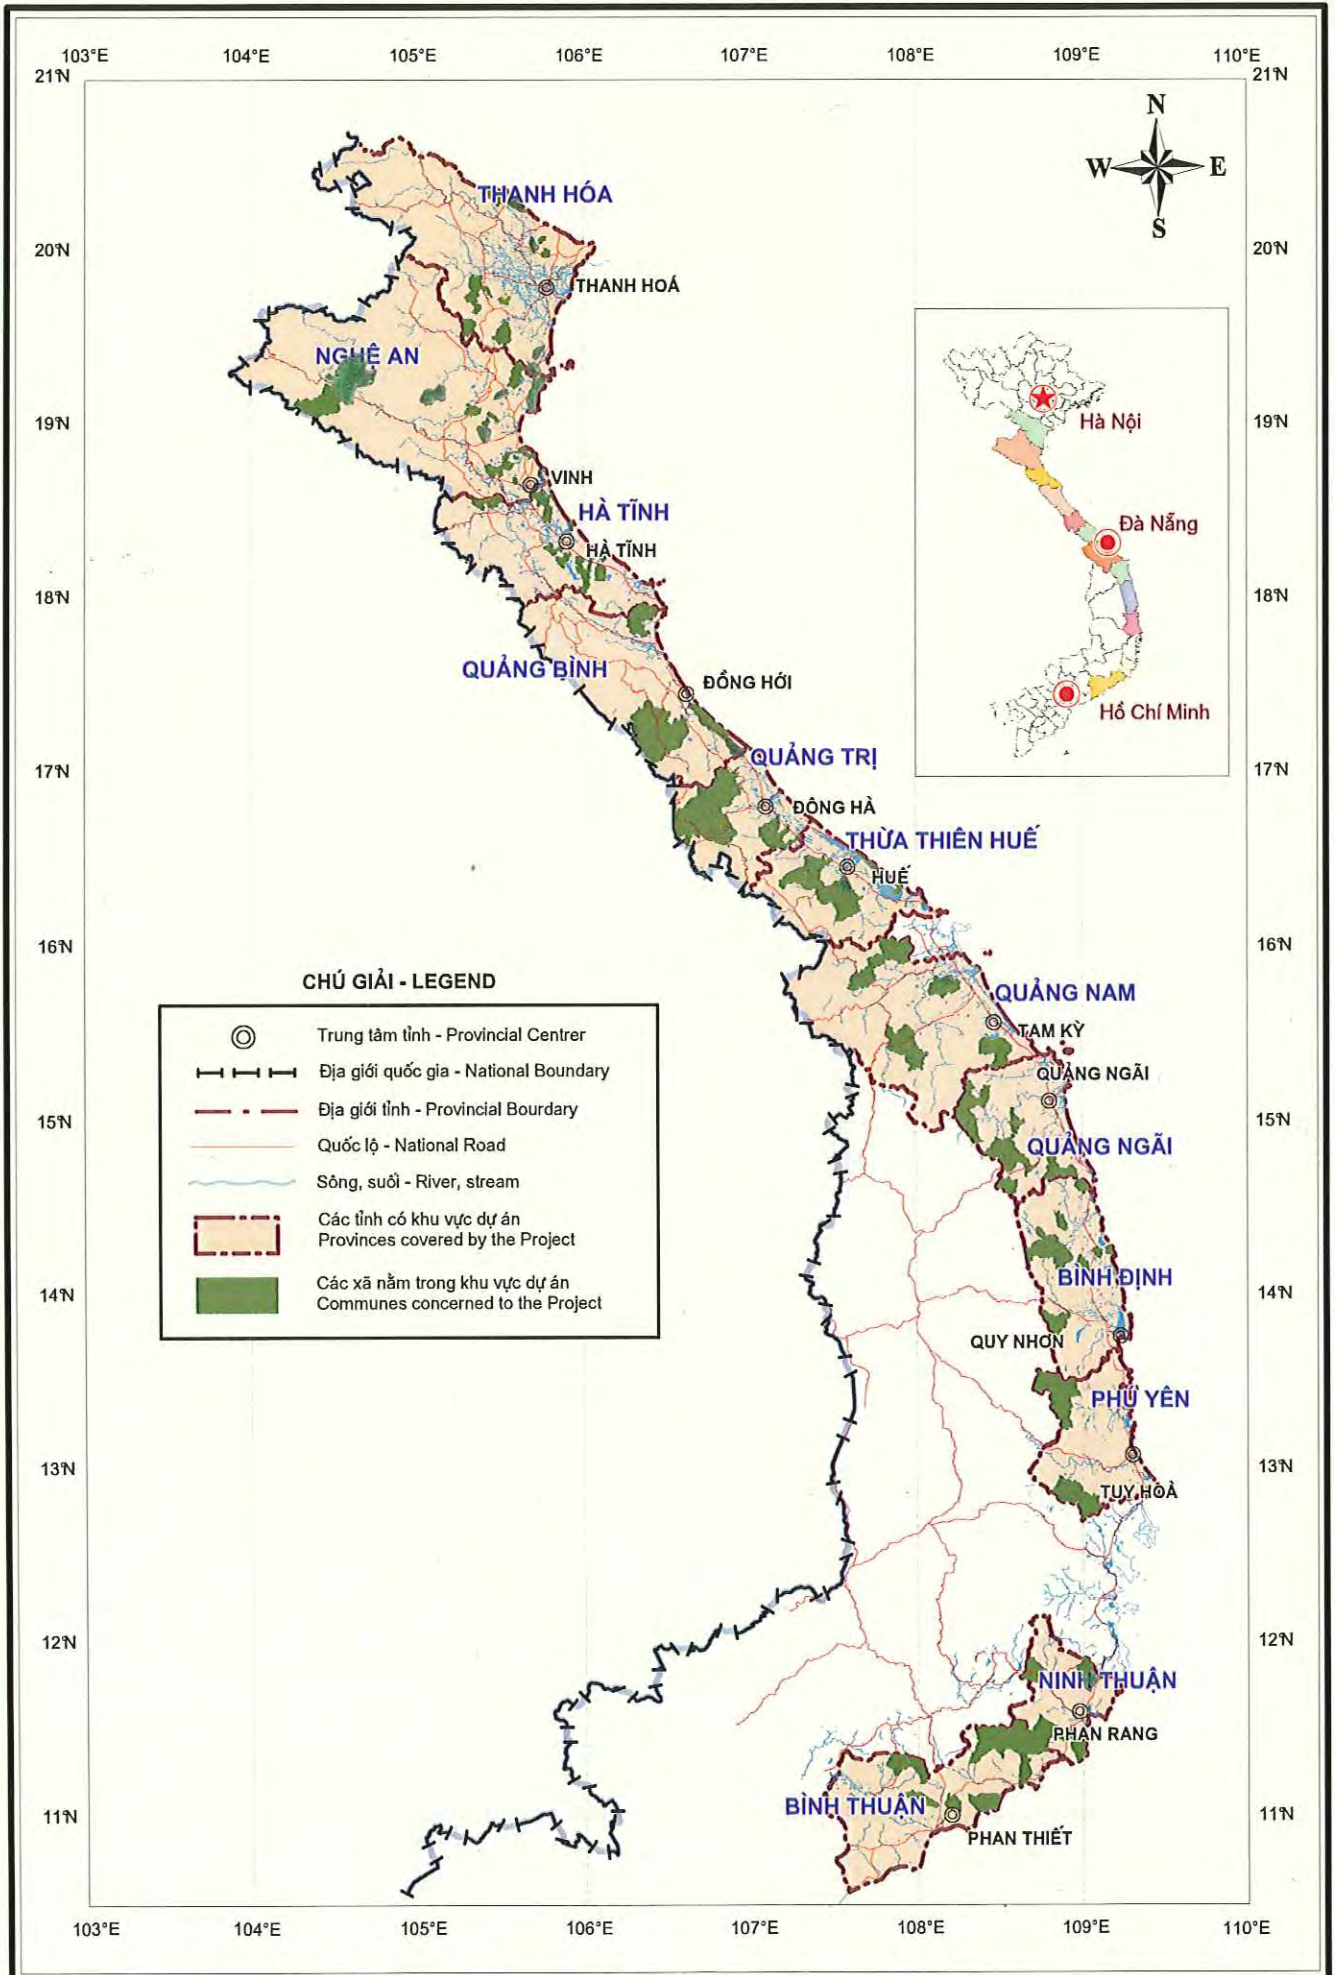 103°E 104°E 105°E 106°E 107°E 108°E 109°E 110°E
21°N 21°N
N
W E
S
THANH HÓA
20°N 20°N
THANH HOÁ
NGHỆ AN
19°N 19°N
Hà Nội
VINH
HÀ TĨNH
Đà Nẵng
HÀ TĨNH
18°N 18°N
QUẢNG BÌNH
ĐỒNG HỚI
Hồ Chí Minh
QUẢNG TRỊ
17°N 17°N
ĐÔNG HÀ
THỪA THIÊN HUẾ
HUẾ
16°N 16°N
CHÚ GIẢI - LEGEND
QUẢNG NAM
TAM KỲ
Trung tâm tỉnh - Provincial Centrer
Địa giới quốc gia - National Boundary
QUẢNG NGÃI
Địa giới tỉnh - Provincial Bourdary
15°N 15°N
Quốc lộ - National Road
QUẢNG NGÃI
Sông, suối - River, stream
Các tỉnh có khu vực dự án
Provinces covered by the Project
Các xã nằm trong khu vực dự án
Communes concerned to the Project
BÌNH ĐỊNH
14°N 14°N
QUY NHƠN
PHÚ YÊN
13°N 13°N
TUY HOÀ
12°N 12°N
NINH THUẬN
PHAN RANG
BÌNH THUẬN
11°N 11°N
PHAN THIẾT
103°E 104°E 105°E 106°E 107°E 108°E 109°E 110°E